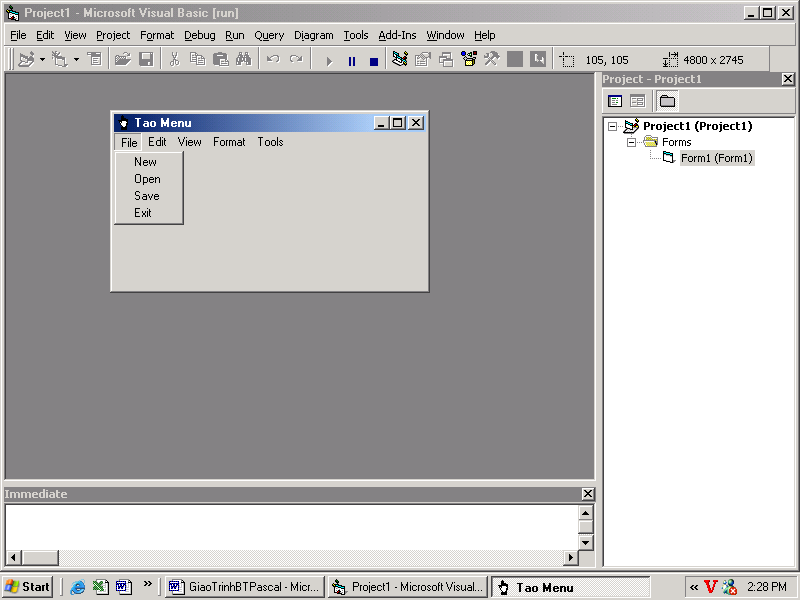 Project1 - Microsoft Visual Basic [run]
File Edit View Project Format Debug Run Query Diagram Tools Add-Ins Window Help
105, 105 4800 x 2745
Project - Project1
Project1 (Project1)
Forms
Form1 (Form1)
Tao Menu
File Edit View Format Tools
New
Open
Save
Exit
Immediate
Start » GiaoTrinhBTPascal - Micr... Project1 - Microsoft Visual... Tao Menu « V 2:28 PM